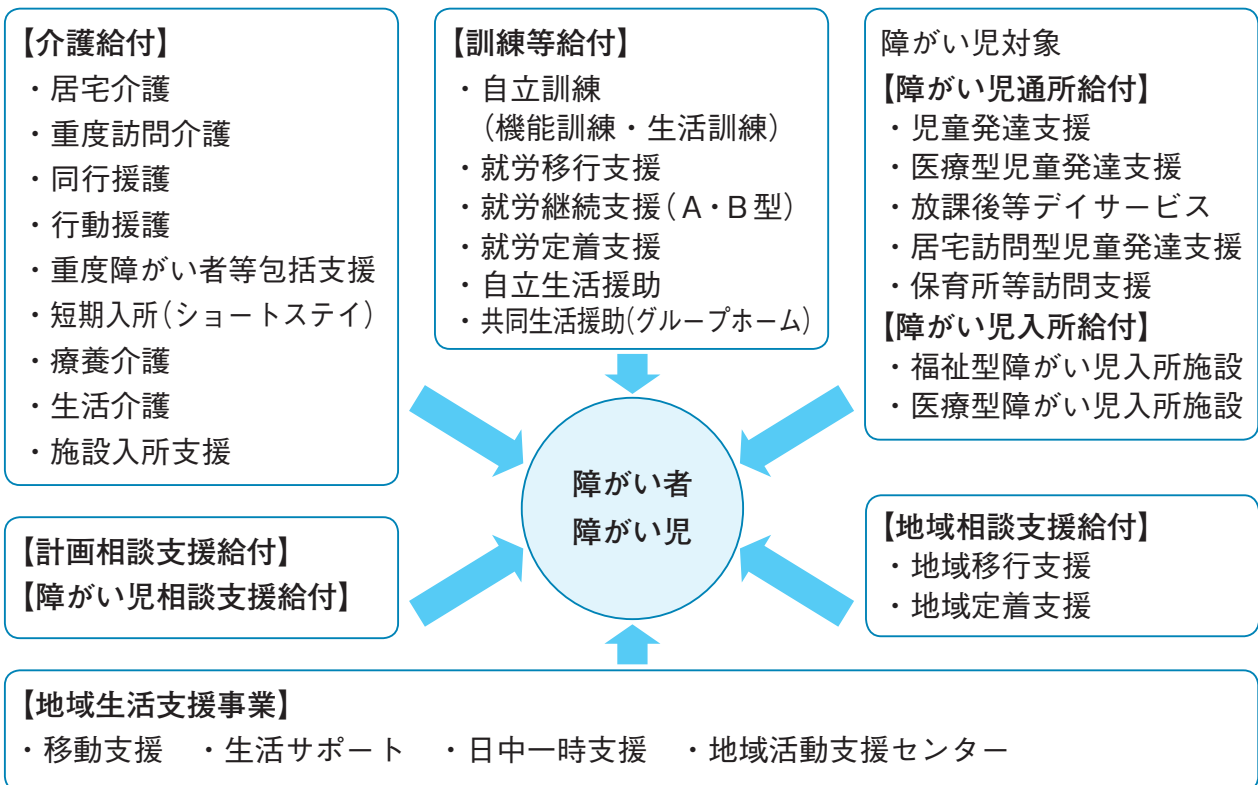 【介護給付】
・居宅介護
・重度訪問介護
・同行援護
・行動援護
・重度障がい者等包括支援
・短期入所(ショートステイ)
・療養介護
・生活介護
・施設入所支援
【訓練等給付】
・自立訓練
(機能訓練・生活訓練)
・就労移行支援
・就労継続支援(A・B型)
・就労定着支援
・自立生活援助
・共同生活援助(グループホーム)
障がい児対象
【障がい児通所給付】
・児童発達支援
・医療型児童発達支援
・放課後等デイサービス
・居宅訪問型児童発達支援
・保育所等訪問支援
【障がい児入所給付】
・福祉型障がい児入所施設
・医療型障がい児入所施設
障がい者
障がい児
【計画相談支援給付】
【障がい児相談支援給付】
【地域相談支援給付】
・地域移行支援
・地域定着支援
【地域生活支援事業】
・移動支援　・生活サポート　・日中一時支援　・地域活動支援センター